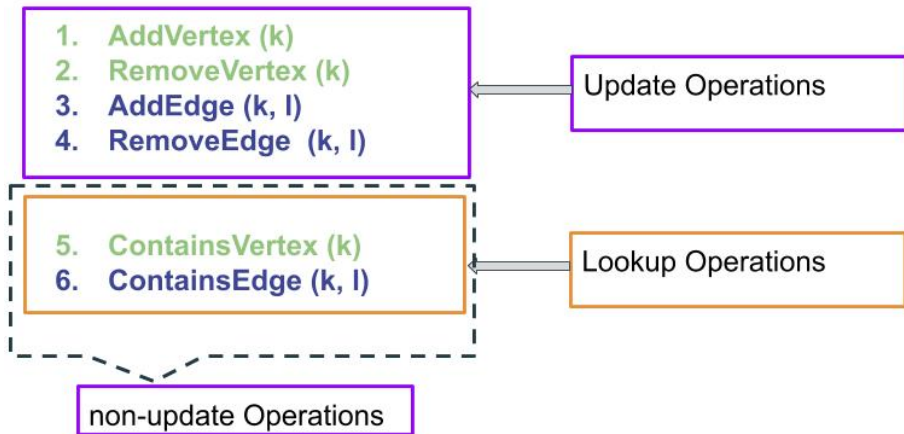 1. AddVertex (k)
2. RemoveVertex (k)
3. AddEdge (k, l)
4. RemoveEdge (k, l)
Update Operations
5. ContainsVertex (k)
6. ContainsEdge (k, l)
Lookup Operations
non-update Operations